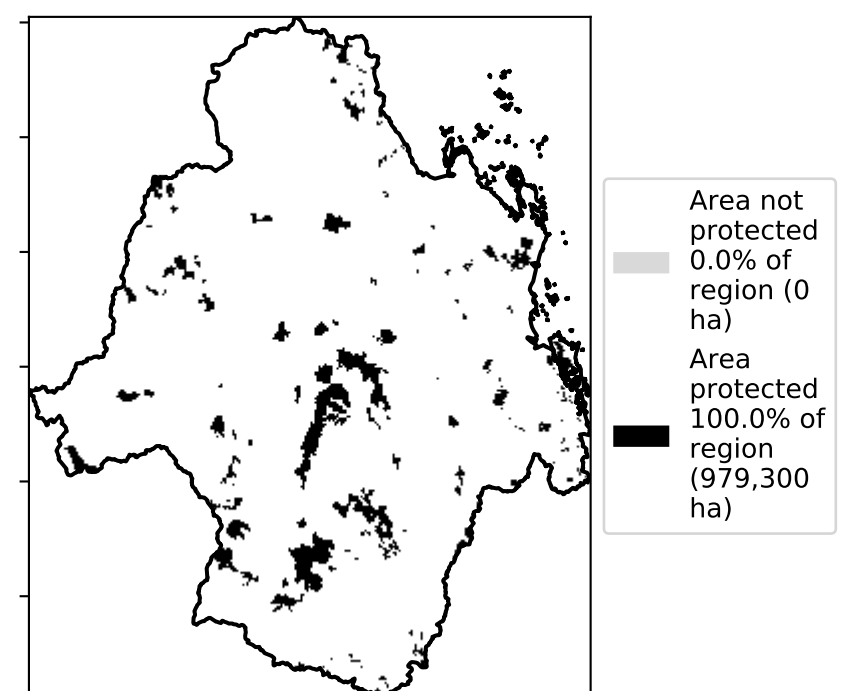 Area not
protected
0.0% of
region (0
ha)
Area
protected
100.0% of
region
(979,300
ha)